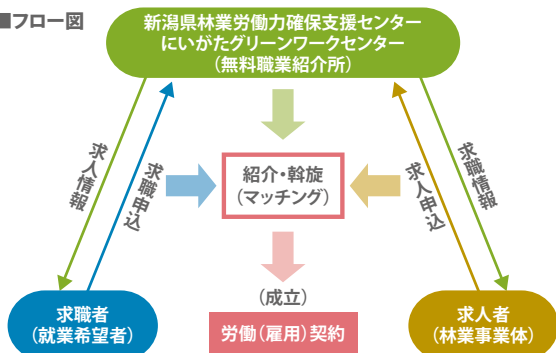 ■フロー図
新潟県林業労働力確保支援センター
にいがたグリーンワークセンター
(無料職業紹介所)
求人情報
求職申込
紹介・斡旋
(マッチング)
求人申込
求職情報
(成立)
求職者
(就業希望者)
労働(雇用)契約
求人者
(林業事業体)